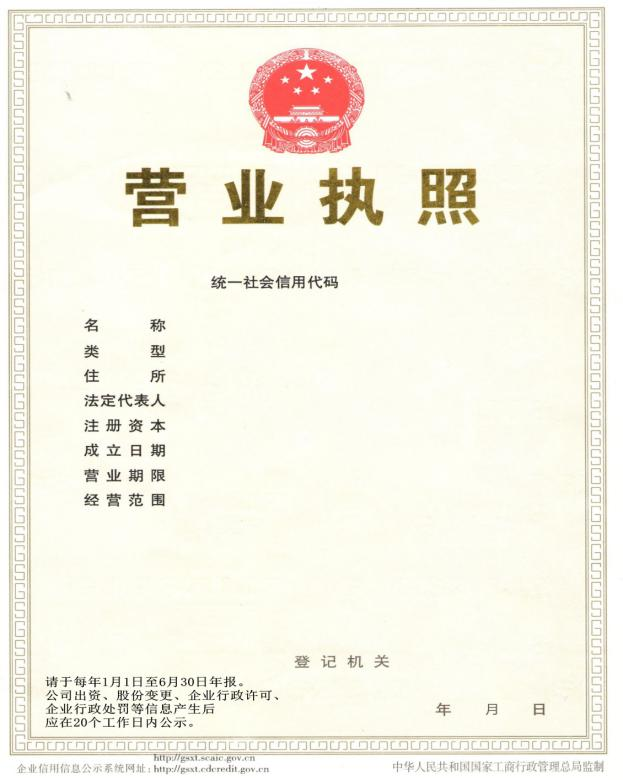 营业执照
统一社会信用代码
名称
类型
住所
法定代表人
注册资本
成立日期
营业期限
经营范围
登记机关
请于每年1月1日至6月30日年报。
公司出资、股份变更、企业行政许可、
企业行政处罚等信息产生后
应在20个工作日内公示。
年 月 日
http://gsxt.scaic.gov.cn
企业信用信息公示系统网址: http://gsxt.cdcredit.gov.cn
中华人民共和国国家工商行政管理总局监制